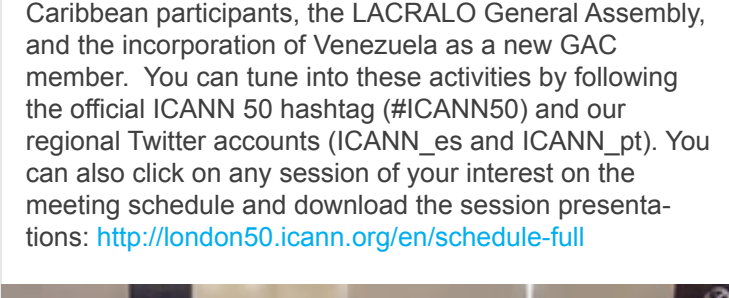 Caribbean participants, the LACRALO General Assembly,
and the incorporation of Venezuela as a new GAC
member.  You can tune into these activities by following
the official ICANN 50 hashtag (#ICANN50) and our
regional Twitter accounts (ICANN_es and ICANN_pt). You
can also click on any session of your interest on the
meeting schedule and download the session presenta-
tions: http://london50.icann.org/en/schedule-full